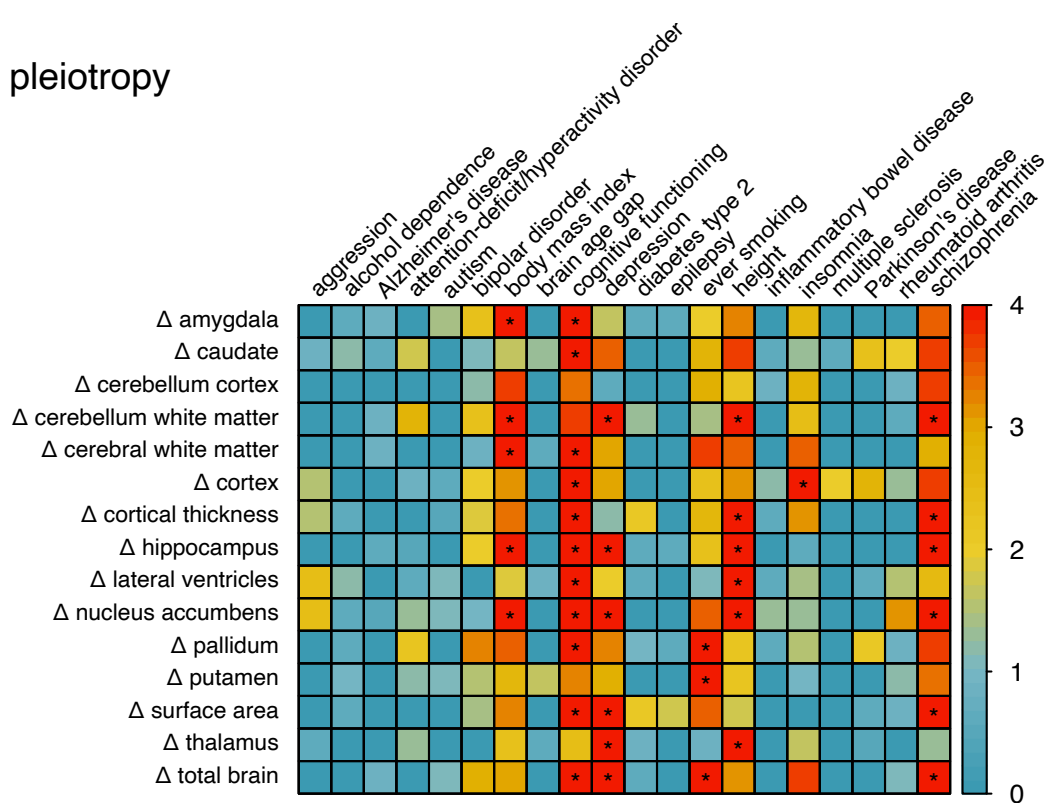 pleiotropy
aggression
alcohol dependence
Alzheimer's disease
attention-deficit/hyperactivity disorder
autism
bipolar disorder
body mass index
brain age gap
cognitive functioning
depression
diabetes type 2
epilepsy
ever smoking
height
inflammatory bowel disease
insomnia
multiple sclerosis
Parkinson's disease
rheumatoid arthritis
schizophrenia
Δ amygdala * *
Δ caudate *
Δ cerebellum cortex
Δ cerebellum white matter * * * *
Δ cerebral white matter * *
Δ cortex * *
Δ cortical thickness * * *
Δ hippocampus * * * * *
Δ lateral ventricles * *
Δ nucleus accumbens * * * * *
Δ pallidum * *
Δ putamen *
Δ surface area * * *
Δ thalamus * *
Δ total brain * * * *
4
3
2
1
0